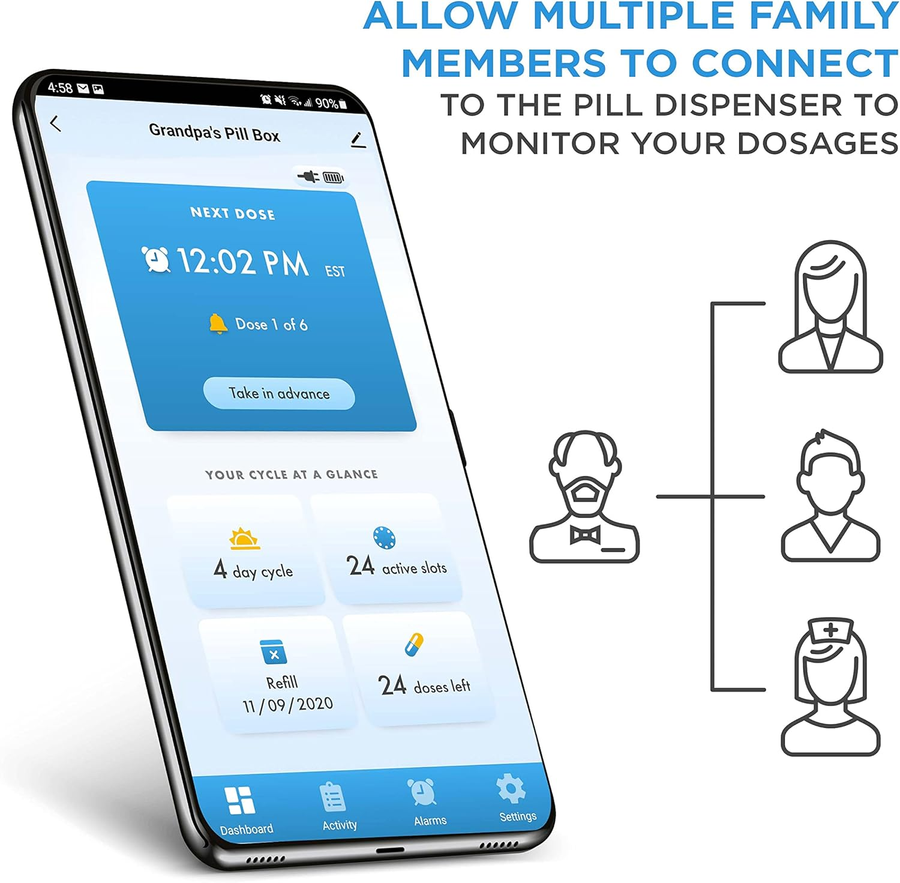 ALLOW MULTIPLE FAMILY
MEMBERS TO CONNECT
TO THE PILL DISPENSER TO
MONITOR YOUR DOSAGES
4:58
90%
Grandpa's Pill Box
NEXT DOSE
12:02 PM EST
Dose 1 of 6
Take in advance
YOUR CYCLE AT A GLANCE
4 day cycle
24 active slots
Refill
11/09/2020
24 doses left
Dashboard
Activity
Alarms
Settings